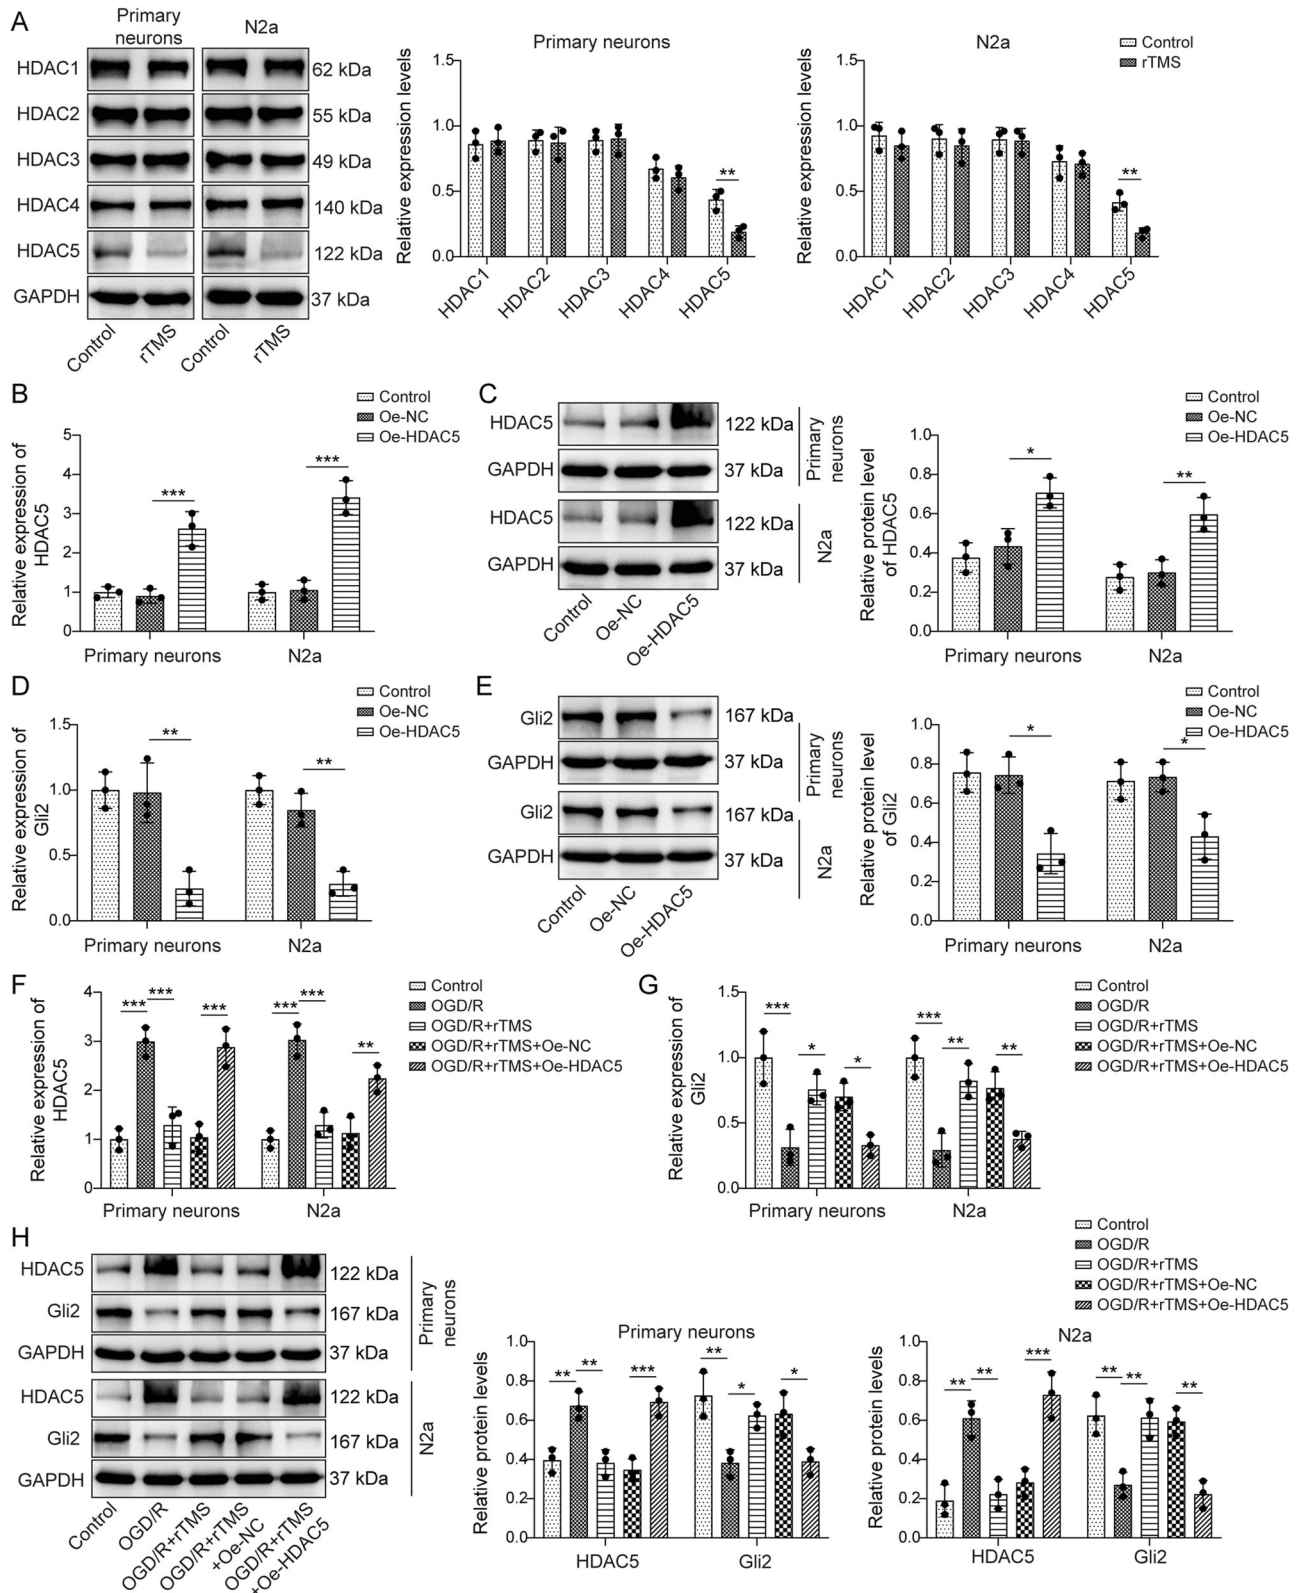 A
Primary
neurons
N2a
HDAC1
62 kDa
HDAC2
55 kDa
HDAC3
49 kDa
HDAC4
140 kDa
HDAC5
122 kDa
GAPDH
37 kDa
Control
rTMS
Control
rTMS
Primary neurons
Relative expression levels
1.5
1.0
0.5
0.0
**
HDAC1
HDAC2
HDAC3
HDAC4
HDAC5
N2a
Control
rTMS
Relative expression levels
1.5
1.0
0.5
0.0
**
HDAC1
HDAC2
HDAC3
HDAC4
HDAC5
B
Control
Oe-NC
Oe-HDAC5
Relative expression of
HDAC5
5
4
3
2
1
0
***
***
Primary neurons
N2a
C
HDAC5
122 kDa
GAPDH
37 kDa
HDAC5
122 kDa
GAPDH
37 kDa
Primary
neurons
N2a
Control
Oe-NC
Oe-HDAC5
Control
Oe-NC
Oe-HDAC5
Relative protein level
of HDAC5
1.0
0.8
0.6
0.4
0.2
0.0
*
**
Primary neurons
N2a
D
Control
Oe-NC
Oe-HDAC5
Relative expression of
Gli2
1.5
1.0
0.5
0.0
**
**
Primary neurons
N2a
E
Gli2
167 kDa
GAPDH
37 kDa
Gli2
167 kDa
GAPDH
37 kDa
Primary
neurons
N2a
Control
Oe-NC
Oe-HDAC5
Control
Oe-NC
Oe-HDAC5
Relative protein level
of Gli2
1.0
0.8
0.6
0.4
0.2
0.0
*
*
Primary neurons
N2a
F
Control
OGD/R
OGD/R+rTMS
OGD/R+rTMS+Oe-NC
OGD/R+rTMS+Oe-HDAC5
Relative expression of
HDAC5
4
3
2
1
0
***
***
***
***
***
**
Primary neurons
N2a
G
Control
OGD/R
OGD/R+rTMS
OGD/R+rTMS+Oe-NC
OGD/R+rTMS+Oe-HDAC5
Relative expression of
Gli2
1.5
1.0
0.5
0.0
***
*
*
***
**
**
Primary neurons
N2a
H
HDAC5
122 kDa
Gli2
167 kDa
GAPDH
37 kDa
HDAC5
122 kDa
Gli2
167 kDa
GAPDH
37 kDa
Primary
neurons
N2a
Control
OGD/R
OGD/R+rTMS
OGD/R+rTMS
+Oe-NC
OGD/R+rTMS
+Oe-HDAC5
Control
OGD/R
OGD/R+rTMS
OGD/R+rTMS+Oe-NC
OGD/R+rTMS+Oe-HDAC5
Primary neurons
Relative protein levels
1.0
0.8
0.6
0.4
0.2
0.0
**
**
***
**
*
*
HDAC5
Gli2
N2a
Relative protein levels
1.0
0.8
0.6
0.4
0.2
0.0
**
**
***
**
**
**
HDAC5
Gli2